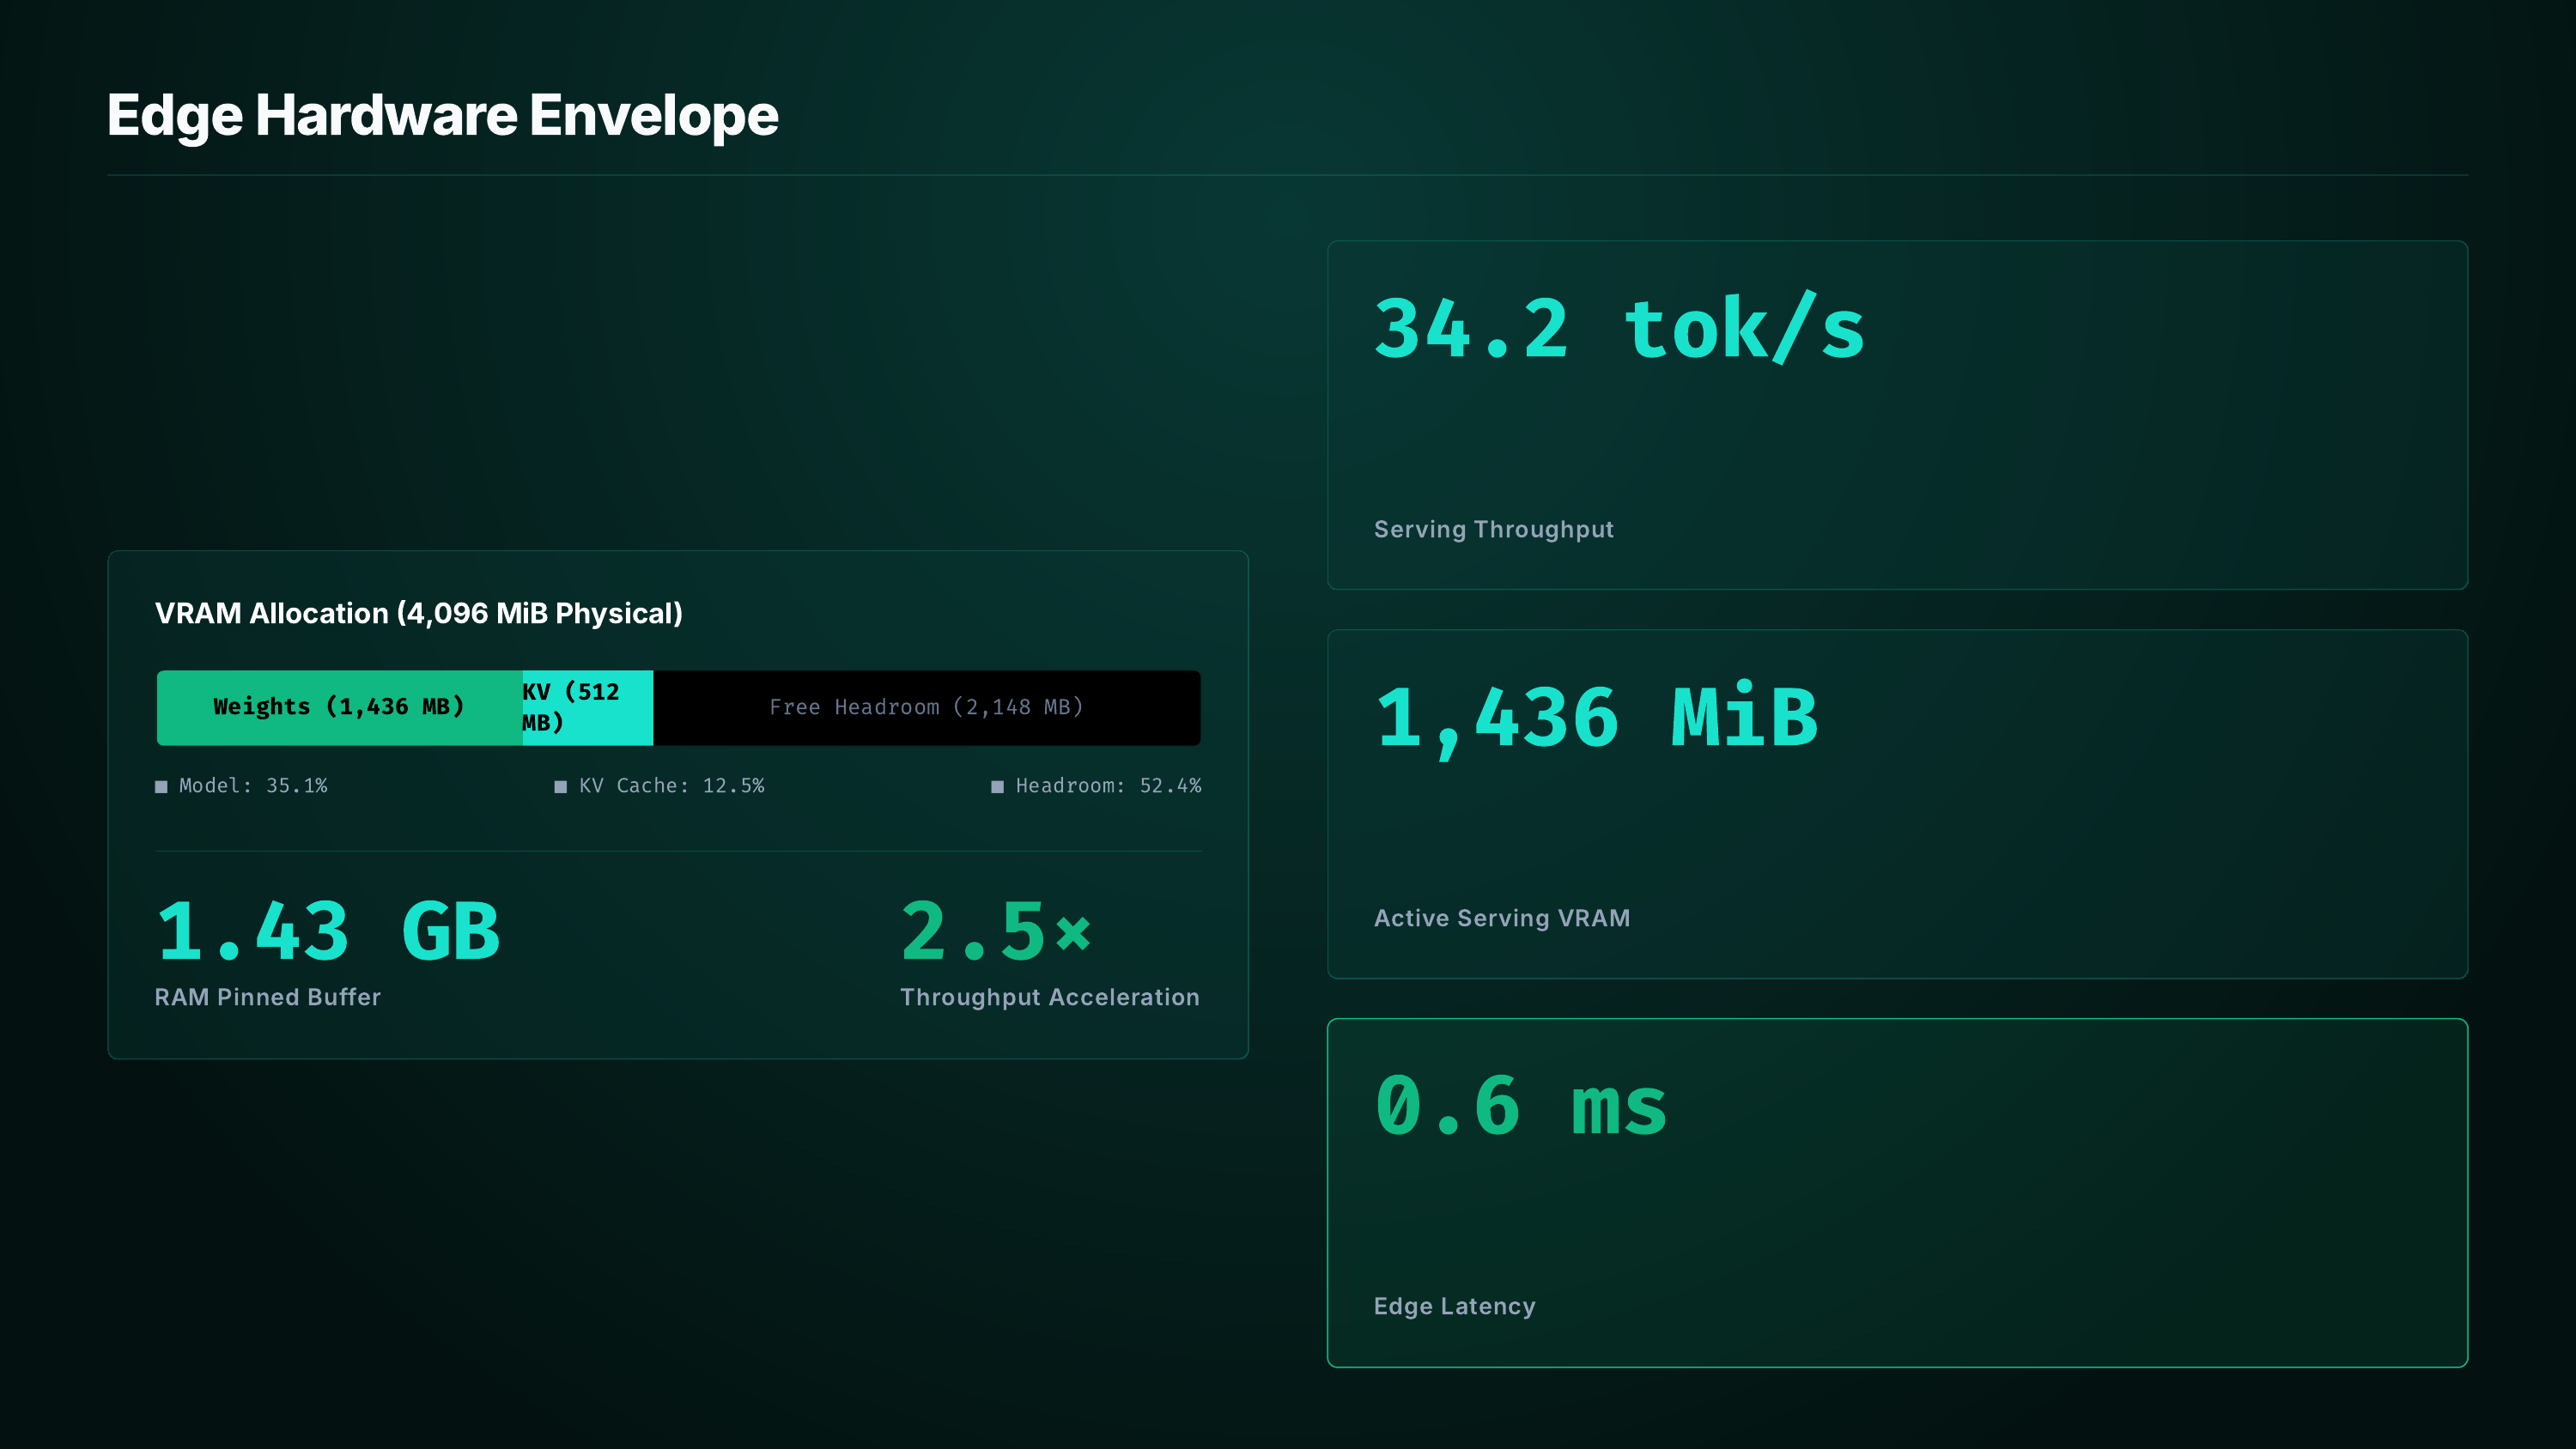 Edge Hardware Envelope
VRAM Allocation (4,096 MiB Physical)
Weights (1,436 MB)
KV (512
MB)
Free Headroom (2,148 MB)
■ Model: 35.1%
■ KV Cache: 12.5%
■ Headroom: 52.4%
1.43 GB
RAM Pinned Buffer
2.5×
Throughput Acceleration
34.2 tok/s
Serving Throughput
1,436 MiB
Active Serving VRAM
0.6 ms
Edge Latency